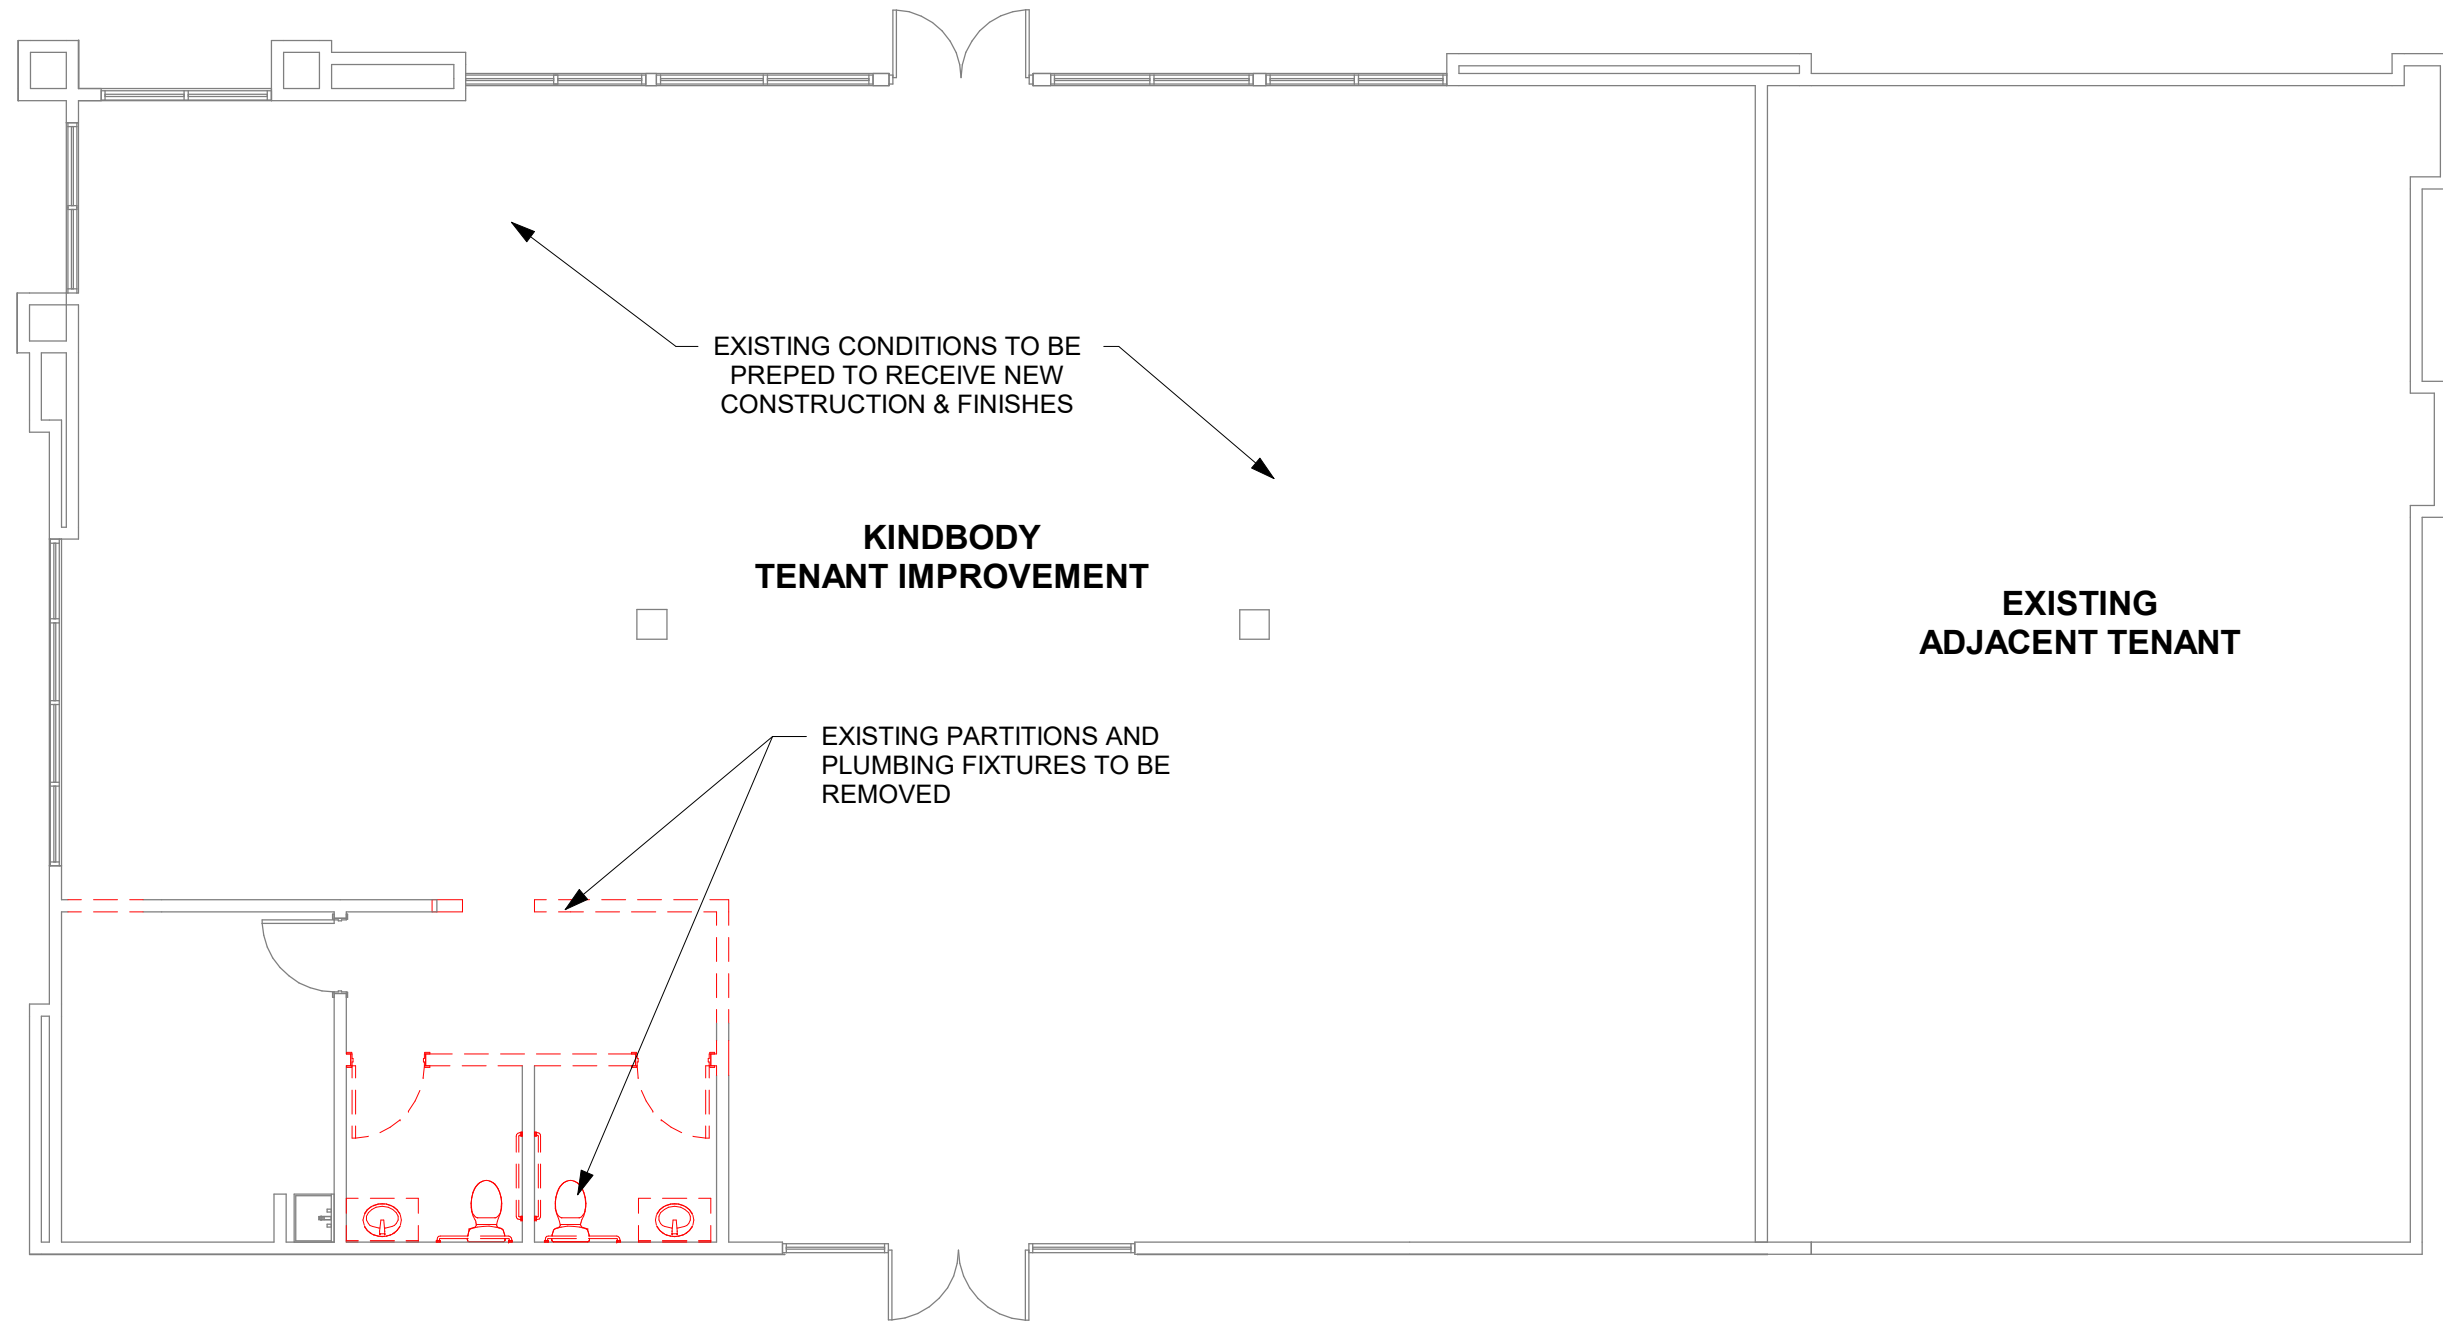 EXISTING CONDITIONS TO BE
PREPED TO RECEIVE NEW
CONSTRUCTION & FINISHES
KINDBODY
TENANT IMPROVEMENT
EXISTING
ADJACENT TENANT
EXISTING PARTITIONS AND
PLUMBING FIXTURES TO BE
REMOVED